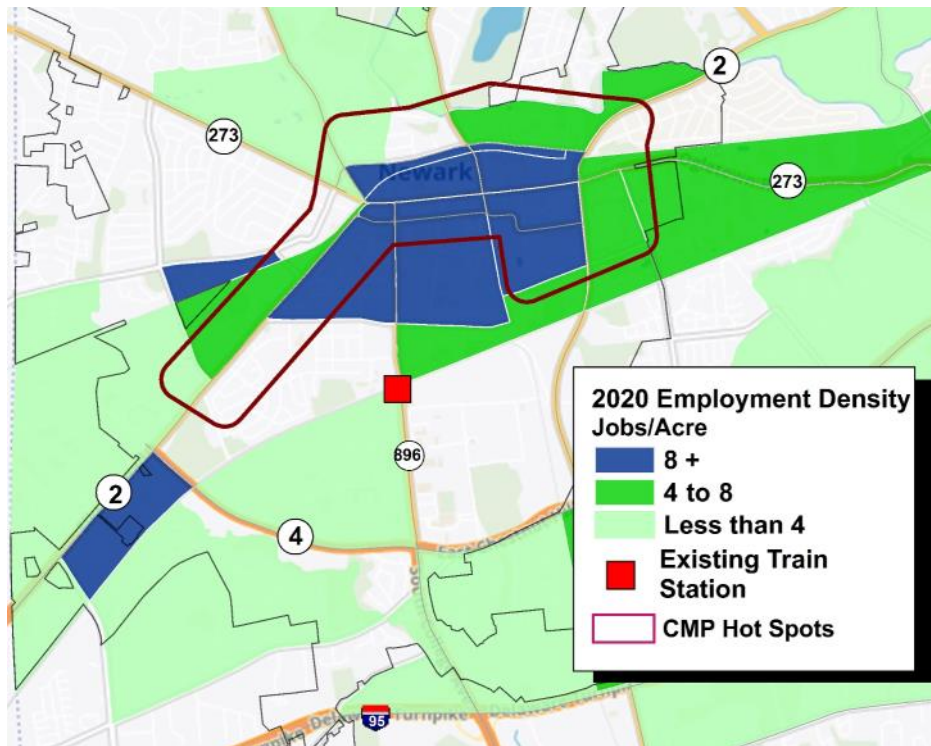 2
273
Newark
273
896
2
4
95
2020 Employment Density
Jobs/Acre
8 +
4 to 8
Less than 4
Existing Train
Station
CMP Hot Spots